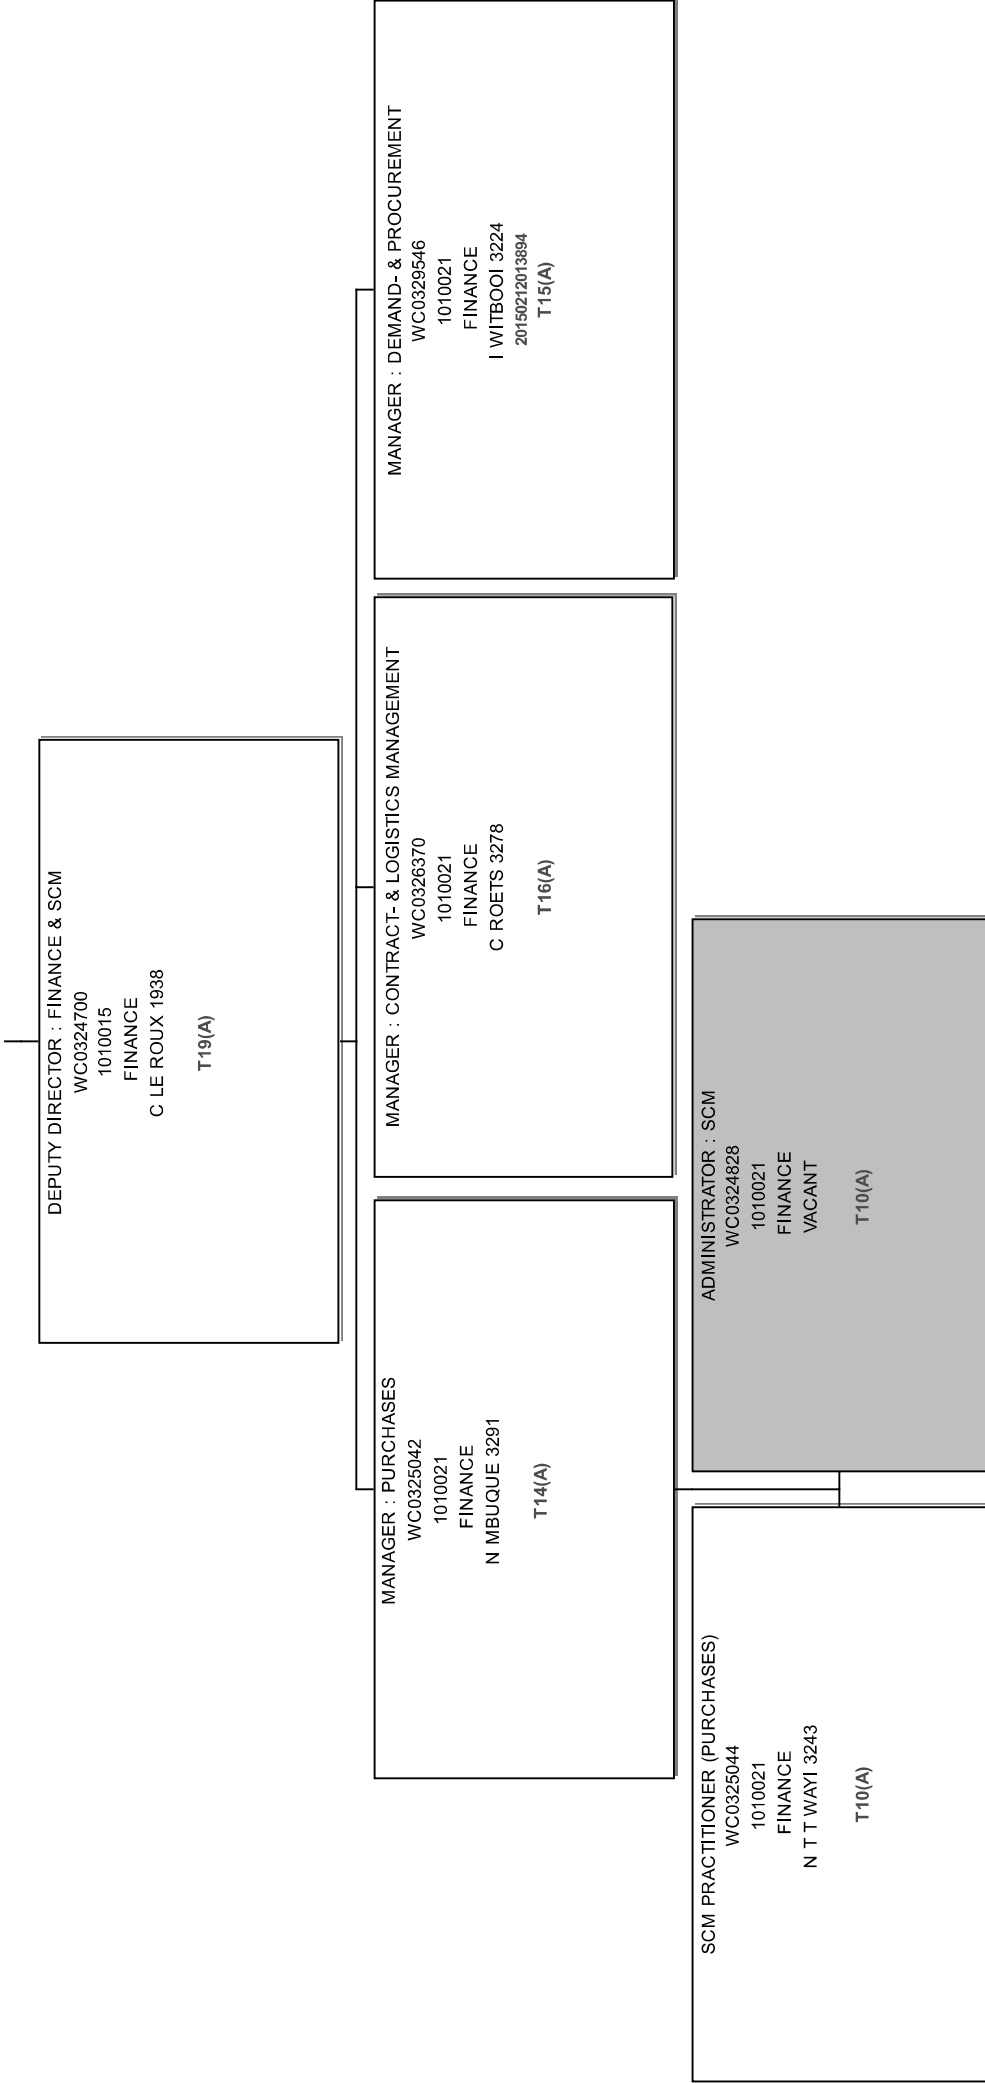 DEPUTY DIRECTOR : FINANCE & SCM
WC0324700
1010015
FINANCE
C LE ROUX 1938
T19(A)
MANAGER : PURCHASES
WC0325042
1010021
FINANCE
N MBUQUE 3291
T14(A)
MANAGER : CONTRACT- & LOGISTICS MANAGEMENT
WC0326370
1010021
FINANCE
C ROETS 3278
T16(A)
MANAGER : DEMAND- & PROCUREMENT
WC0329546
1010021
FINANCE
I WITBOOI 3224
20150212013894
T15(A)
SCM PRACTITIONER (PURCHASES)
WC0325044
1010021
FINANCE
N T T WAYI 3243
T10(A)
ADMINISTRATOR : SCM
WC0324828
1010021
FINANCE
VACANT
T10(A)